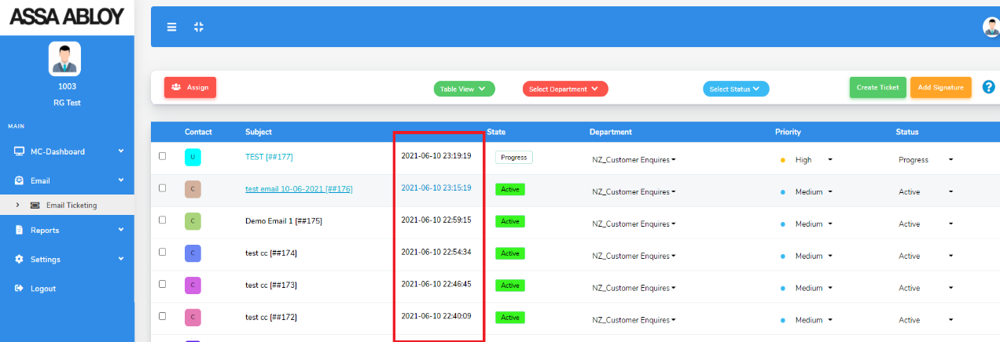 ASSA ABLOY
1003
RG Test
MAIN
MC-Dashboard
Email
Email Ticketing
Reports
Settings
Logout
Assign
Table View
Select Department
Select Status
Create Ticket
Add Signature
?
Contact Subject State Department Priority Status
U TEST [##177] 2021-06-10 23:19:19 Progress NZ_Customer Enquires High Progress
C test email 10-06-2021 [##176] 2021-06-10 23:15:19 Active NZ_Customer Enquires Medium Active
C Demo Email 1 [##175] 2021-06-10 22:59:15 Active NZ_Customer Enquires Medium Active
C test cc [##174] 2021-06-10 22:54:34 Active NZ_Customer Enquires Medium Active
C test cc [##173] 2021-06-10 22:46:45 Active NZ_Customer Enquires Medium Active
C test cc [##172] 2021-06-10 22:40:09 Active NZ_Customer Enquires Medium Active